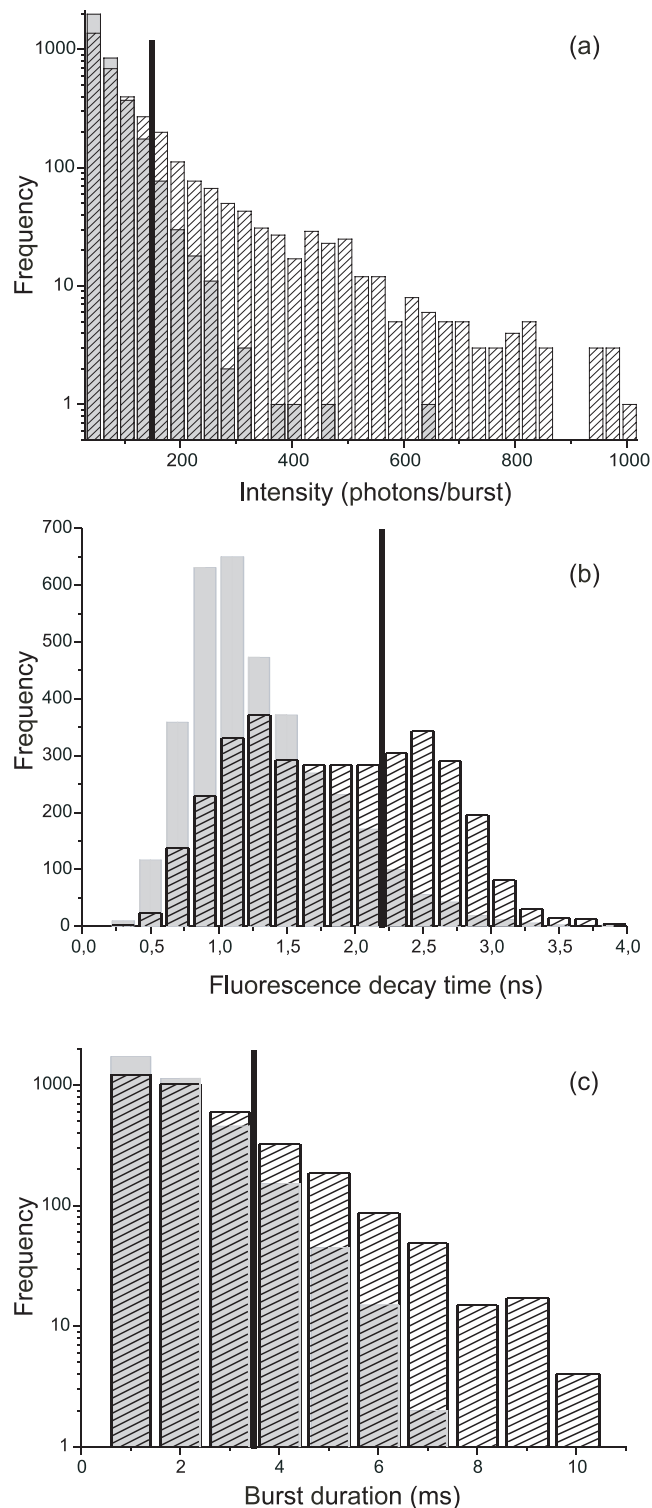 (a)
1000
100
10
1
Frequency
200 400 600 800 1000
Intensity (photons/burst)
(b)
700
600
500
400
300
200
100
0
Frequency
0,0 0,5 1,0 1,5 2,0 2,5 3,0 3,5 4,0
Fluorescence decay time (ns)
(c)
1000
100
10
1
Frequency
0 2 4 6 8 10
Burst duration (ms)